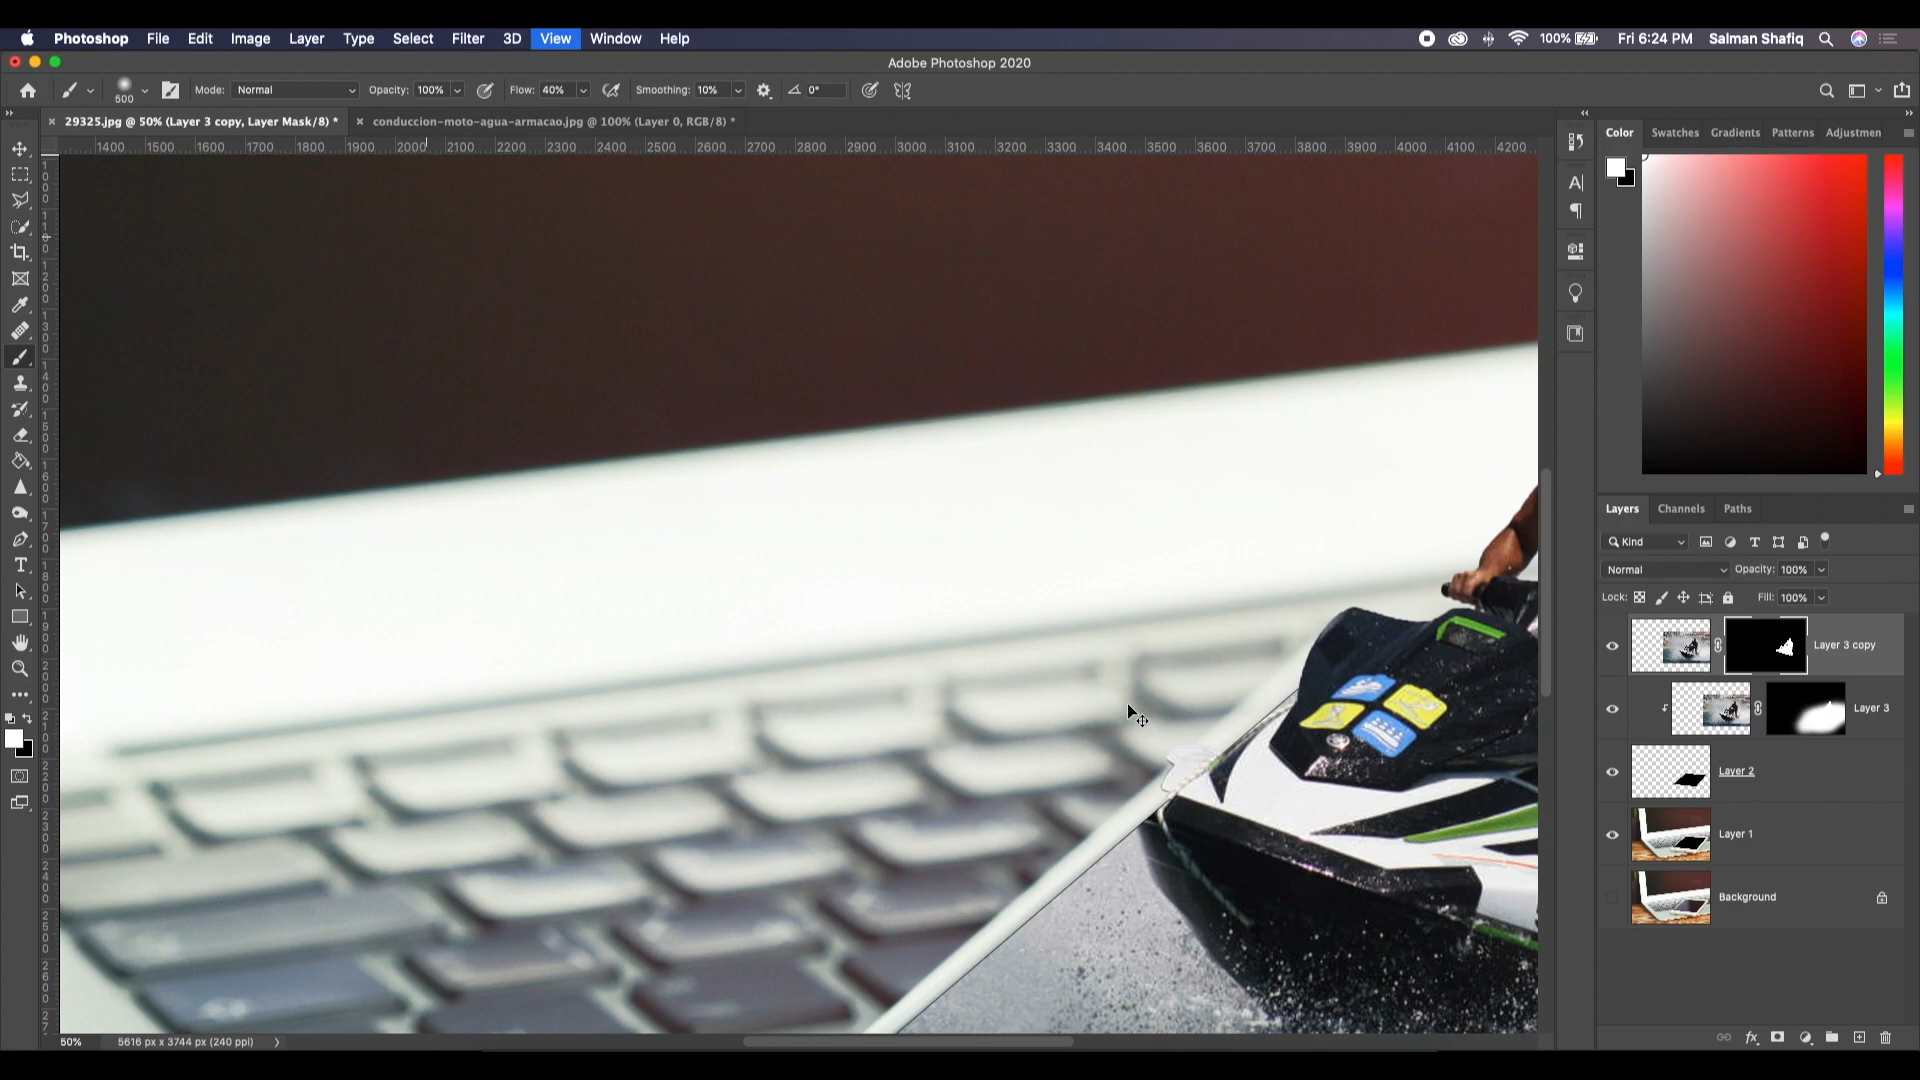 Photoshop File Edit Image Layer Type Select Filter 3D View Window Help 100% Fri 6:24 PM Salman Shafiq
Adobe Photoshop 2020
500 Mode: Normal Opacity: 100% Flow: 40% Smoothing: 10% 0°
29325.jpg @ 50% (Layer 3 copy, Layer Mask/8) * conduccion-moto-agua-armacao.jpg @ 100% (Layer 0, RGB/8) *
Color Swatches Gradients Patterns Adjustmen
1400 1500 1600 1700 1800 1900 2000 2100 2200 2300 2400 2500 2600 2700 2800 2900 3000 3100 3200 3300 3400 3500 3600 3700 3800 3900 4000 4100 4200
Layers Channels Paths
Kind
Normal Opacity: 100%
Lock: Fill: 100%
Layer 3 copy
Layer 3
Layer 2
Layer 1
Background
50% 5616 px x 3744 px (240 ppi)